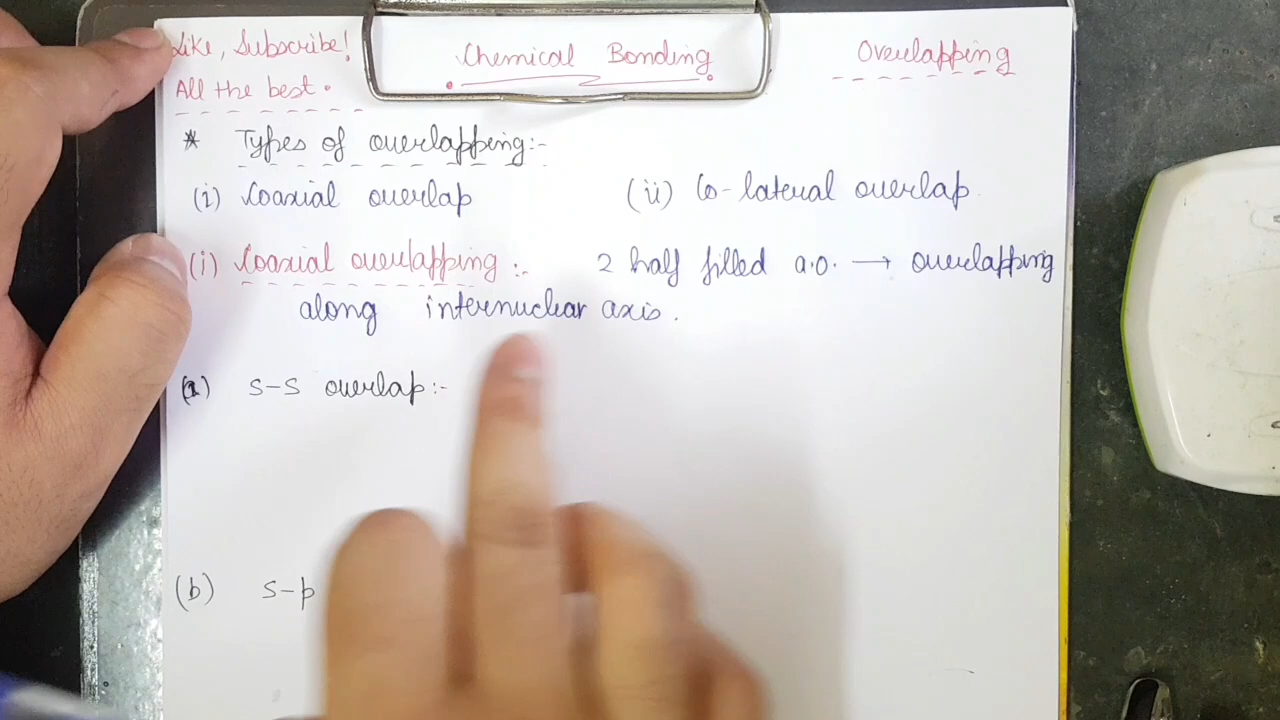 Like, Subscribe!
All the best.
Chemical Bonding
Overlapping
* Types of overlapping:-
(i) Coaxial overlap
(ii) Co-lateral overlap
(i) Coaxial overlapping :- 2 half filled a.o. → overlapping
along internuclear axis.
(a) s-s overlap:-
(b) s-p